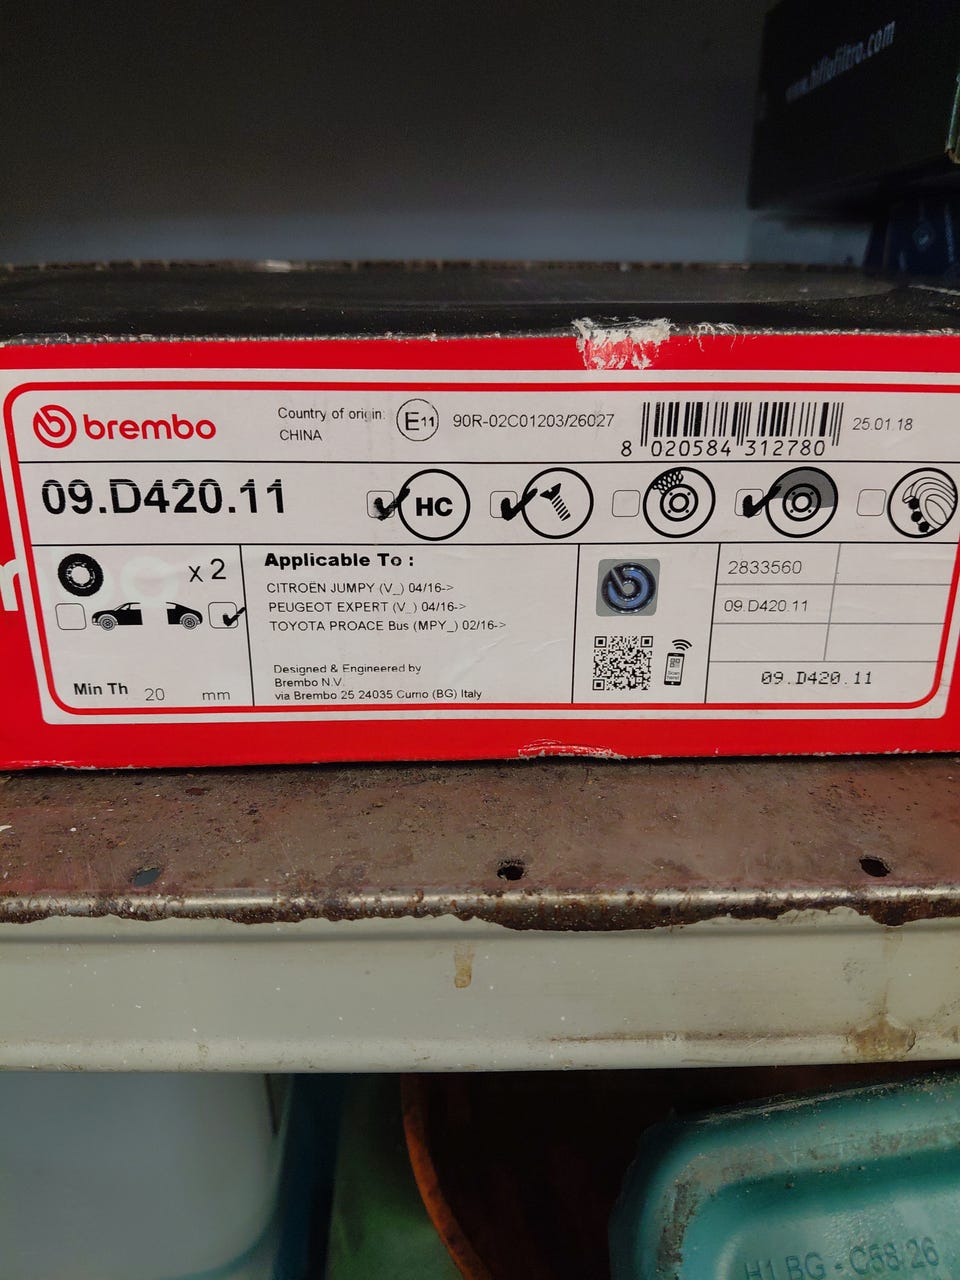 www.hiflofiltro.com
brembo
Country of origin:
CHINA
E11
90R-02C01203/26027
8 020584 312780
25.01.18
09.D420.11
HC
x 2
Min Th 20 mm
Applicable To :
CITROËN JUMPY (V_) 04/16->
PEUGEOT EXPERT (V_) 04/16->
TOYOTA PROACE Bus (MPY_) 02/16->
Designed & Engineered by
Brembo N.V.
via Brembo 25 24035 Curno (BG) Italy
2833560
09.D420.11
09.D420.11
H1 BG - C58/26